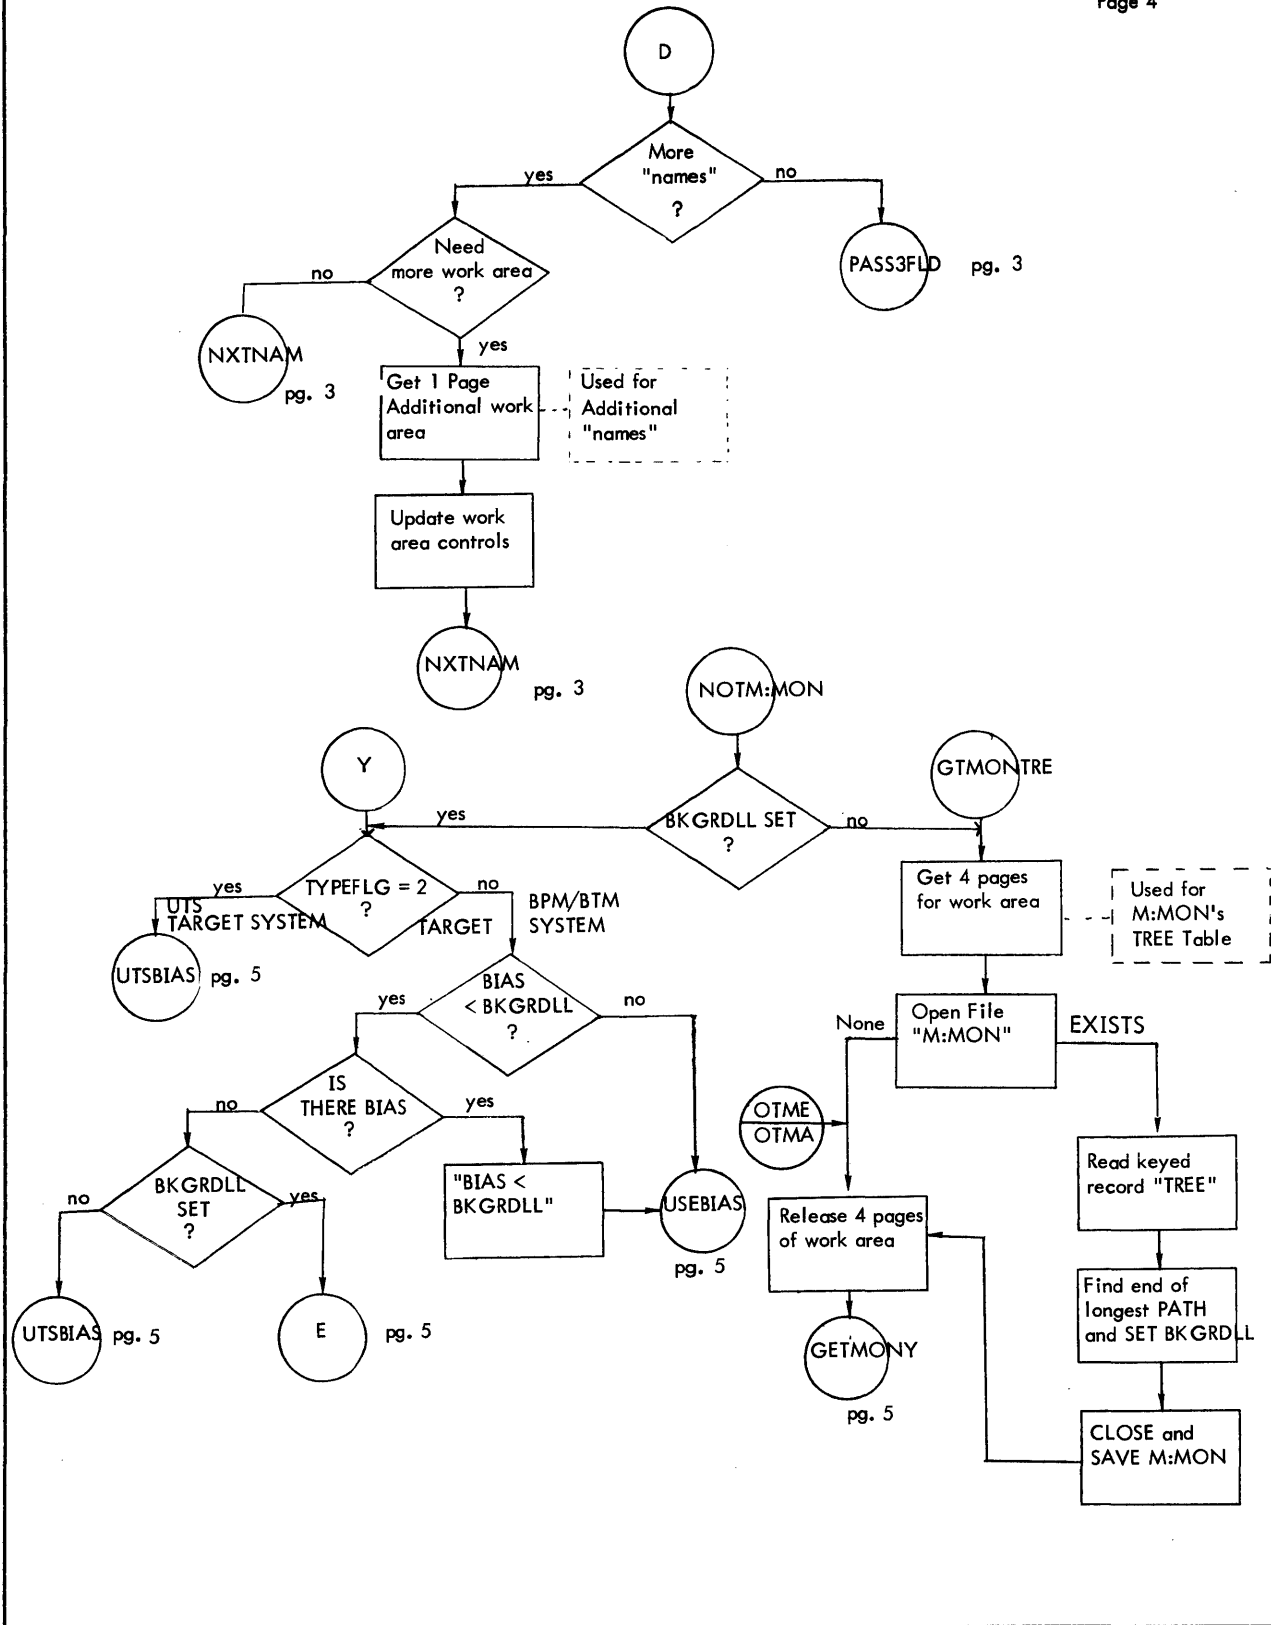 Page 4
D
More
"names"
?
yes
no
Need
more work area
?
no
yes
PASS3FLD
pg. 3
NXTNAM
pg. 3
Get 1 Page
Additional work
area
Used for
Additional
"names"
Update work
area controls
NXTNAM
pg. 3
NOTM:MON
Y
GTMONTRE
BKGRDLL SET
?
yes
no
TYPEFLG = 2
?
yes
UTS
TARGET SYSTEM
no
BPM/BTM
TARGET SYSTEM
UTSBIAS
pg. 5
Get 4 pages
for work area
Used for
M:MON's
TREE Table
BIAS
< BKGRDLL
?
yes
no
Open File
"M:MON"
None
EXISTS
IS
THERE BIAS
?
no
yes
OTME
OTMA
Read keyed
record "TREE"
BKGRDLL
SET
?
no
yes
"BIAS <
BKGRDLL"
USEBIAS
pg. 5
Release 4 pages
of work area
Find end of
longest PATH
and SET BKGRDLL
UTSBIAS
pg. 5
E
pg. 5
GETMONY
pg. 5
CLOSE and
SAVE M:MON